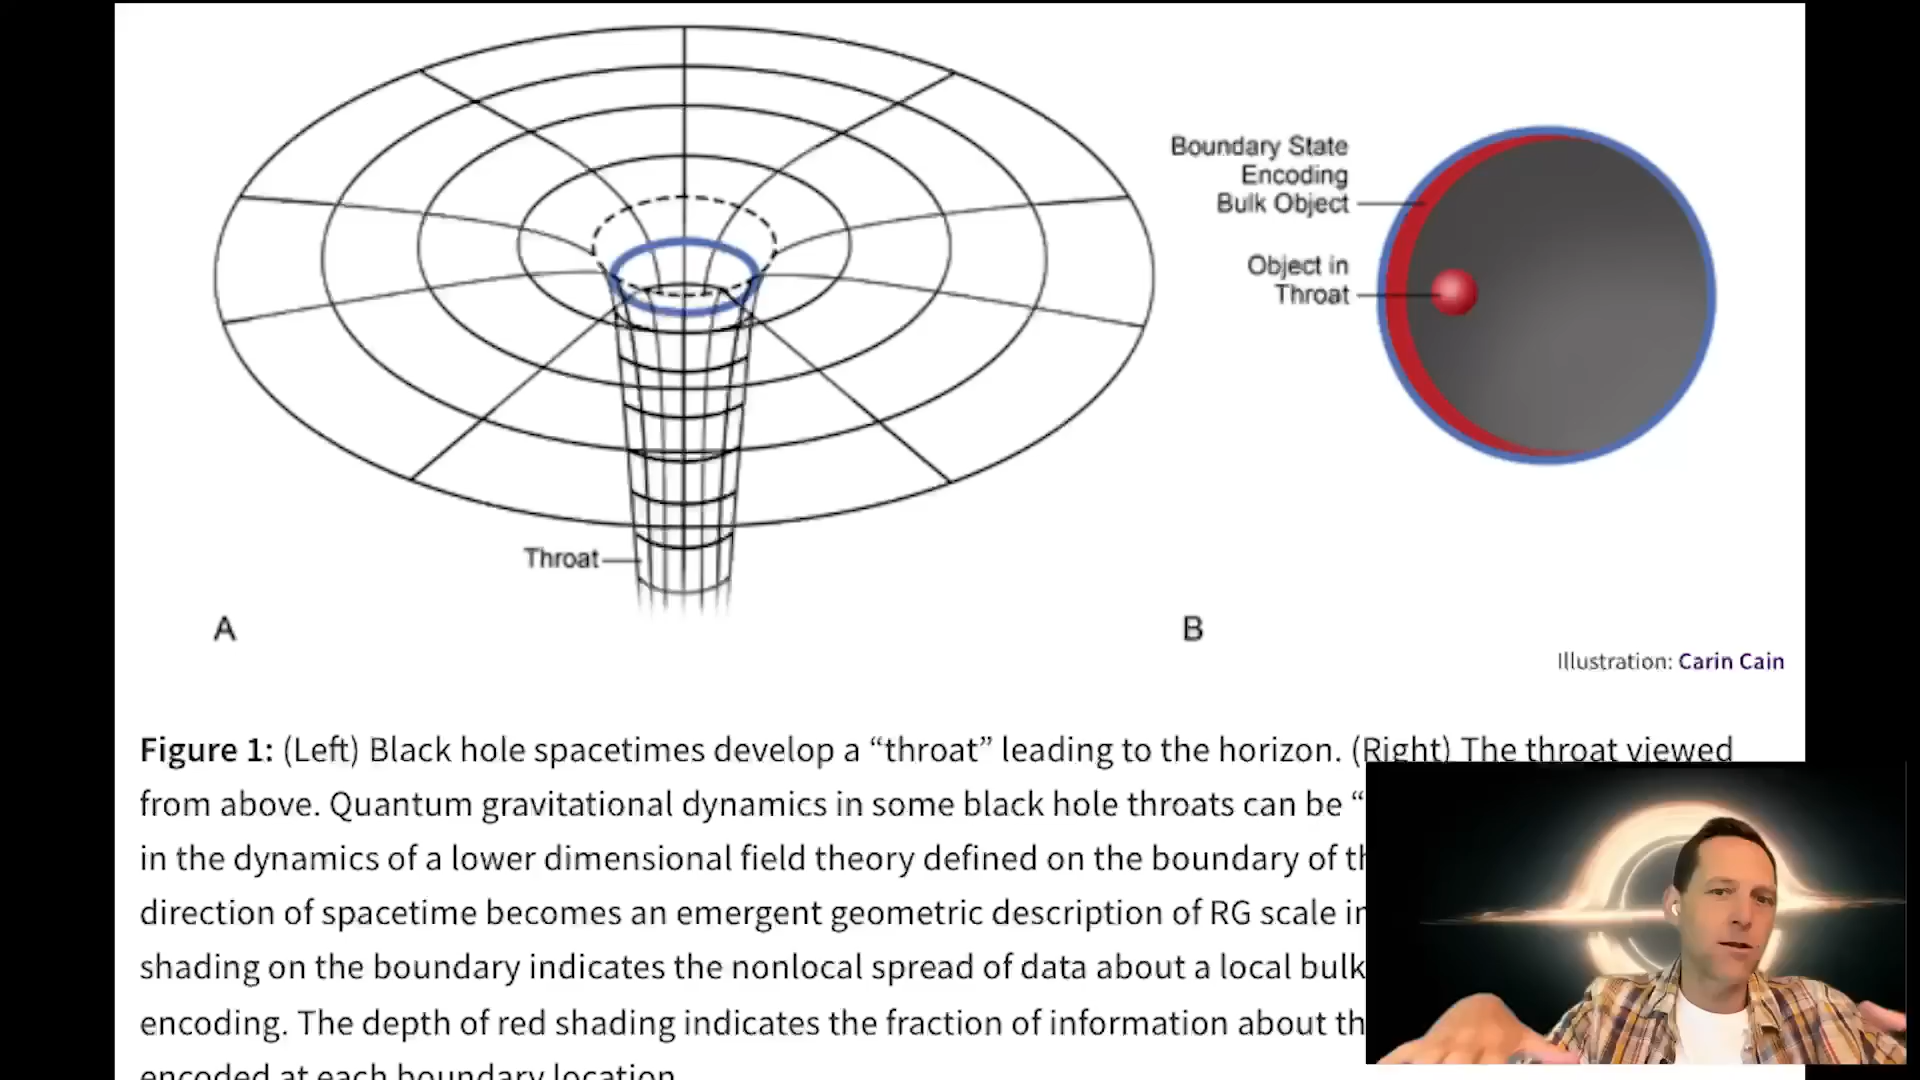 Boundary State
Encoding
Bulk Object
Object in
Throat
Throat
A
B
Illustration: Carin Cain
Figure 1: (Left) Black hole spacetimes develop a “throat” leading to the horizon. (Right) The throat viewed
from above. Quantum gravitational dynamics in some black hole throats can be “
in the dynamics of a lower dimensional field theory defined on the boundary of
direction of spacetime becomes an emergent geometric description of RG scale
shading on the boundary indicates the nonlocal spread of data about a local bulk
encoding. The depth of red shading indicates the fraction of information about
encoded at each boundary location.